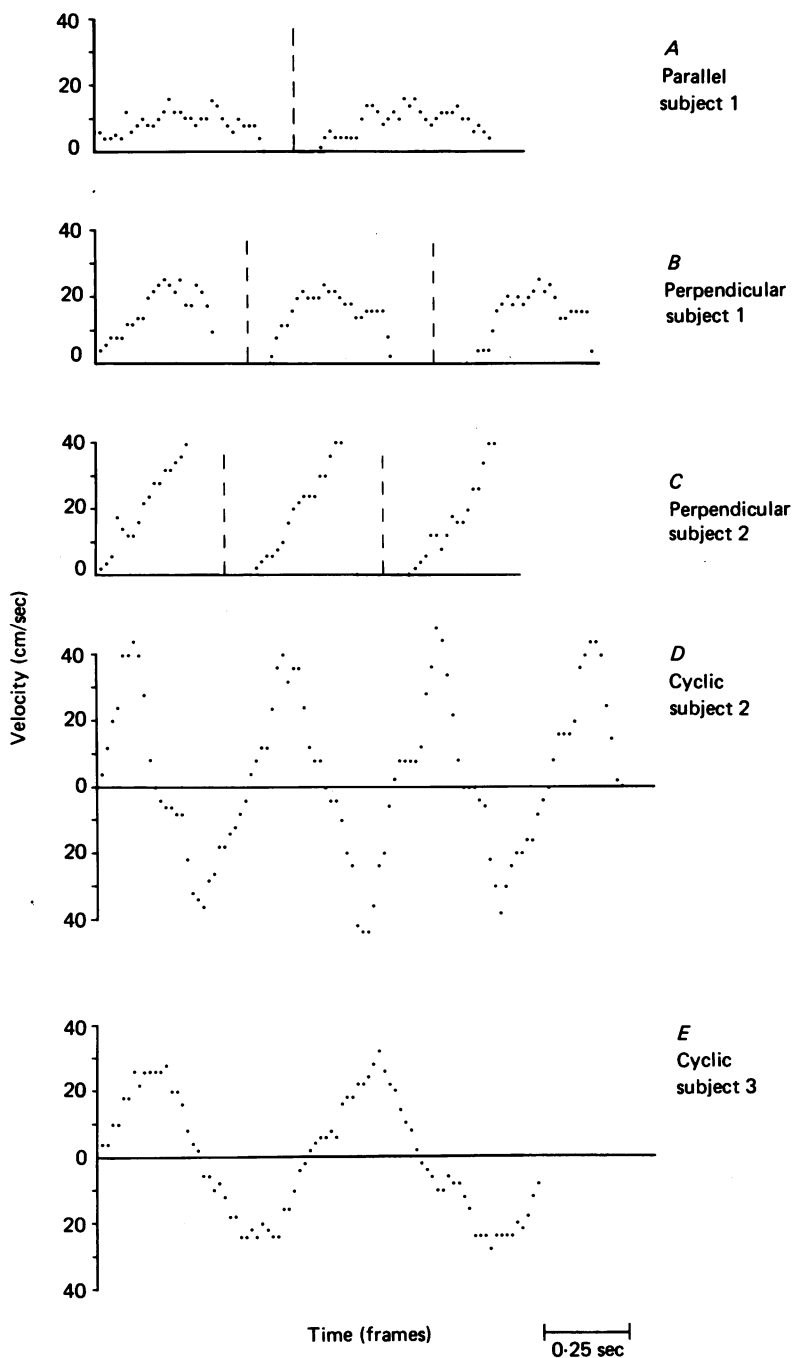 40
20
0
A
Parallel
subject 1
40
20
0
B
Perpendicular
subject 1
40
20
0
C
Perpendicular
subject 2
Velocity (cm/sec)
40
20
0
20
40
D
Cyclic
subject 2
40
20
0
20
40
E
Cyclic
subject 3
Time (frames)
0·25 sec